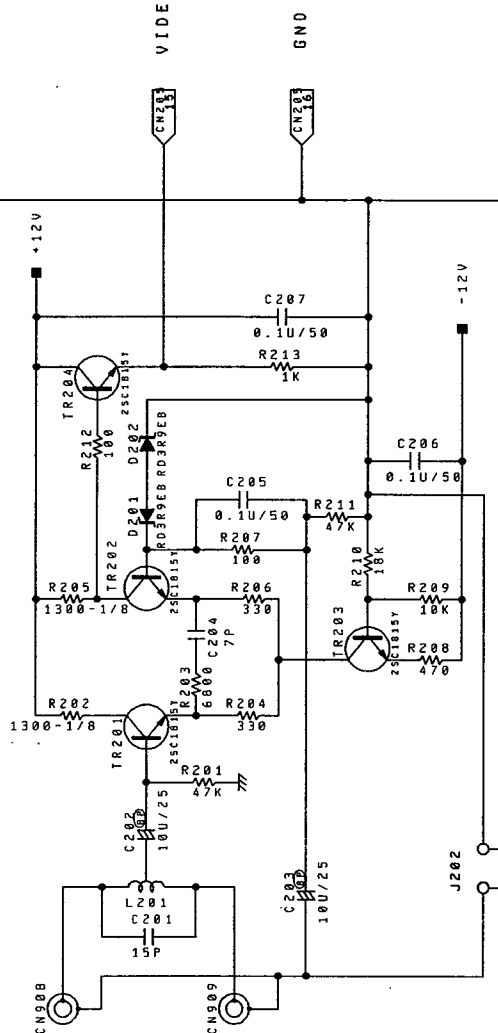 VIDE
GND
CN205
15
CN205
16
+12V
-12V
C207
0.1U/50
R213
1K
TR204
2SC1815Y
R212
100
D202
RD3R9EB
D201
RD3R9EB
C205
0.1U/50
R207
100
C206
0.1U/50
R211
47K
R210
18K
R205
1300-1/8
TR202
2SC1815Y
R206
330
C204
7P
R203
6800
R209
10K
TR203
2SC1815Y
R208
470
R202
1300-1/8
TR201
2SC1815Y
R204
330
R201
47K
C202 BP
10U/25
L201
C201
15P
C203 BP
10U/25
J202
CN908
CN909